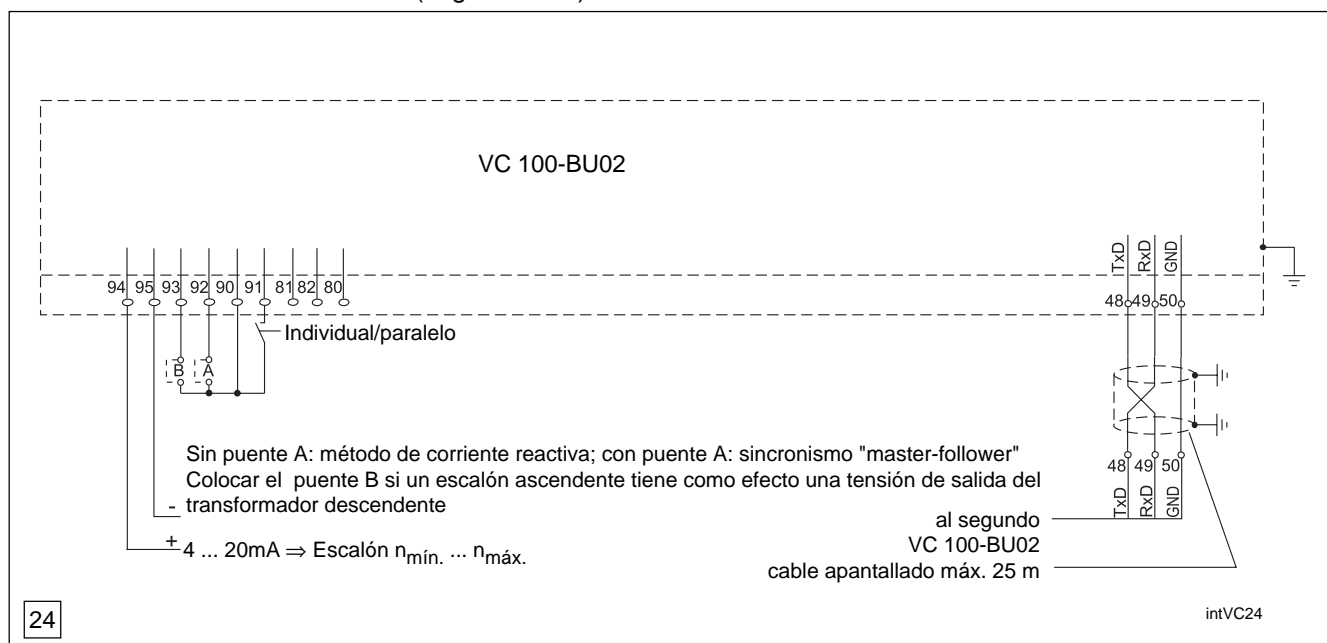 VC 100-BU02
TxD
RxD
GND
94 95 93 92 90 91 81 82 80
48 49 50
Individual/paralelo
B A
Sin puente A: método de corriente reactiva; con puente A: sincronismo "master-follower"
Colocar el puente B si un escalón ascendente tiene como efecto una tensión de salida del
- transformador descendente
+ 4 ... 20mA ⇒ Escalón nmín. ... nmáx.
48 49 50
TxD
RxD
GND
al segundo
VC 100-BU02
cable apantallado máx. 25 m
24
intVC24